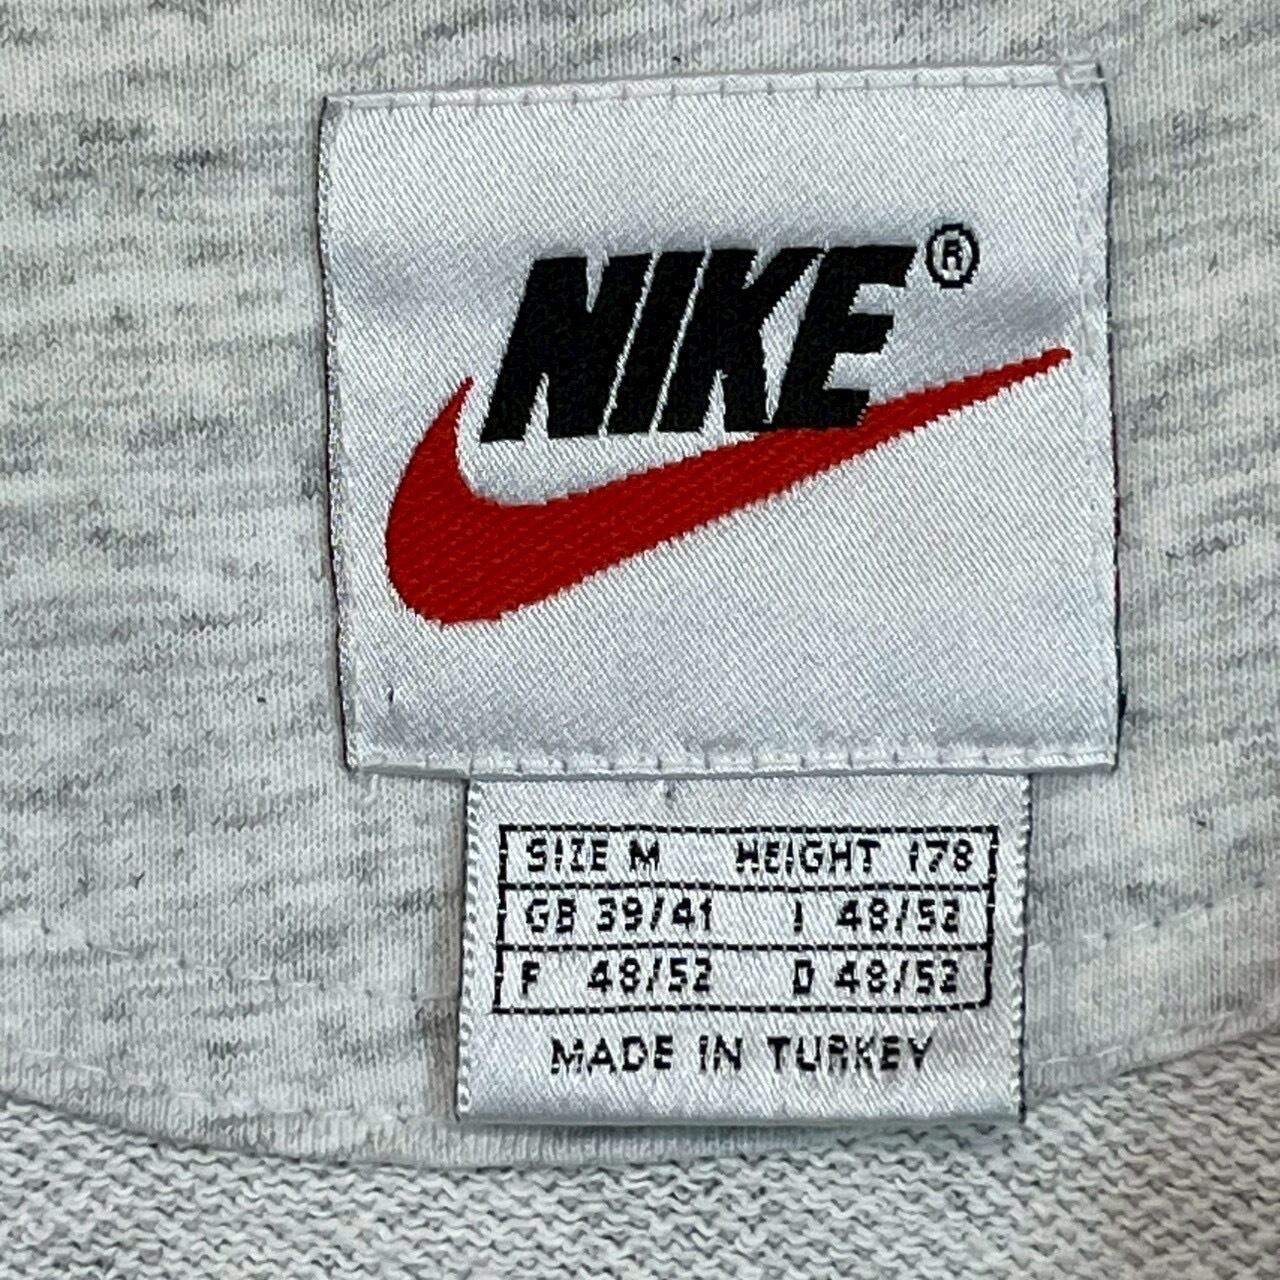 NIKE®
SIZE M HEIGHT 178
GB 39/41 I 48/52
F 48/52 D 48/52
MADE IN TURKEY